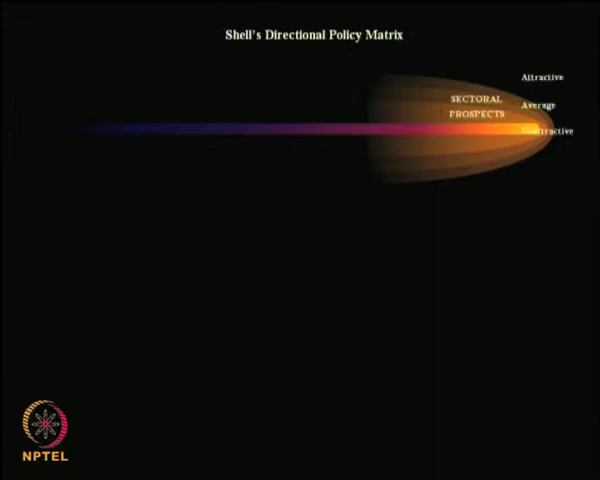 Shell's Directional Policy Matrix
Attractive
SECTORAL
PROSPECTS
Average
Unattractive
NPTEL